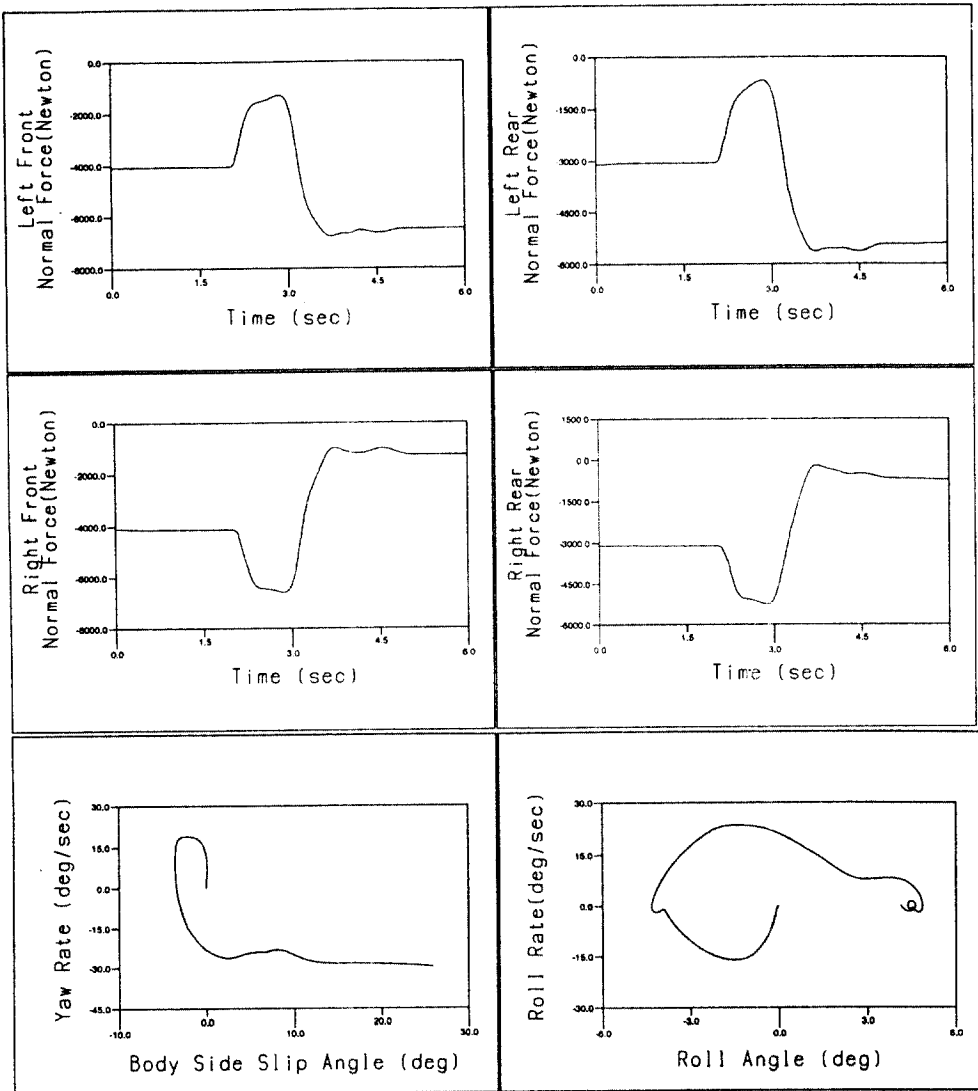 Left Front
Normal Force(Newton)
0.0
-2000.0
-4000.0
-6000.0
-8000.0
0.0 1.5 3.0 4.5 6.0
Time (sec)
Left Rear
Normal Force(Newton)
0.0
-1500.0
-3000.0
-4500.0
-6000.0
0.0 1.5 3.0 4.5 6.0
Time (sec)
Right Front
Normal Force(Newton)
0.0
-2000.0
-4000.0
-6000.0
-8000.0
0.0 1.5 3.0 4.5 6.0
Time (sec)
Right Rear
Normal Force(Newton)
1500.0
0.0
-1500.0
-3000.0
-4500.0
-6000.0
0.0 1.5 3.0 4.5 6.0
Time (sec)
Yaw Rate (deg/sec)
30.0
15.0
0.0
-15.0
-30.0
-45.0
-10.0 0.0 10.0 20.0 30.0
Body Side Slip Angle (deg)
Roll Rate(deg/sec)
30.0
15.0
0.0
-15.0
-30.0
-6.0 -3.0 0.0 3.0 6.0
Roll Angle (deg)